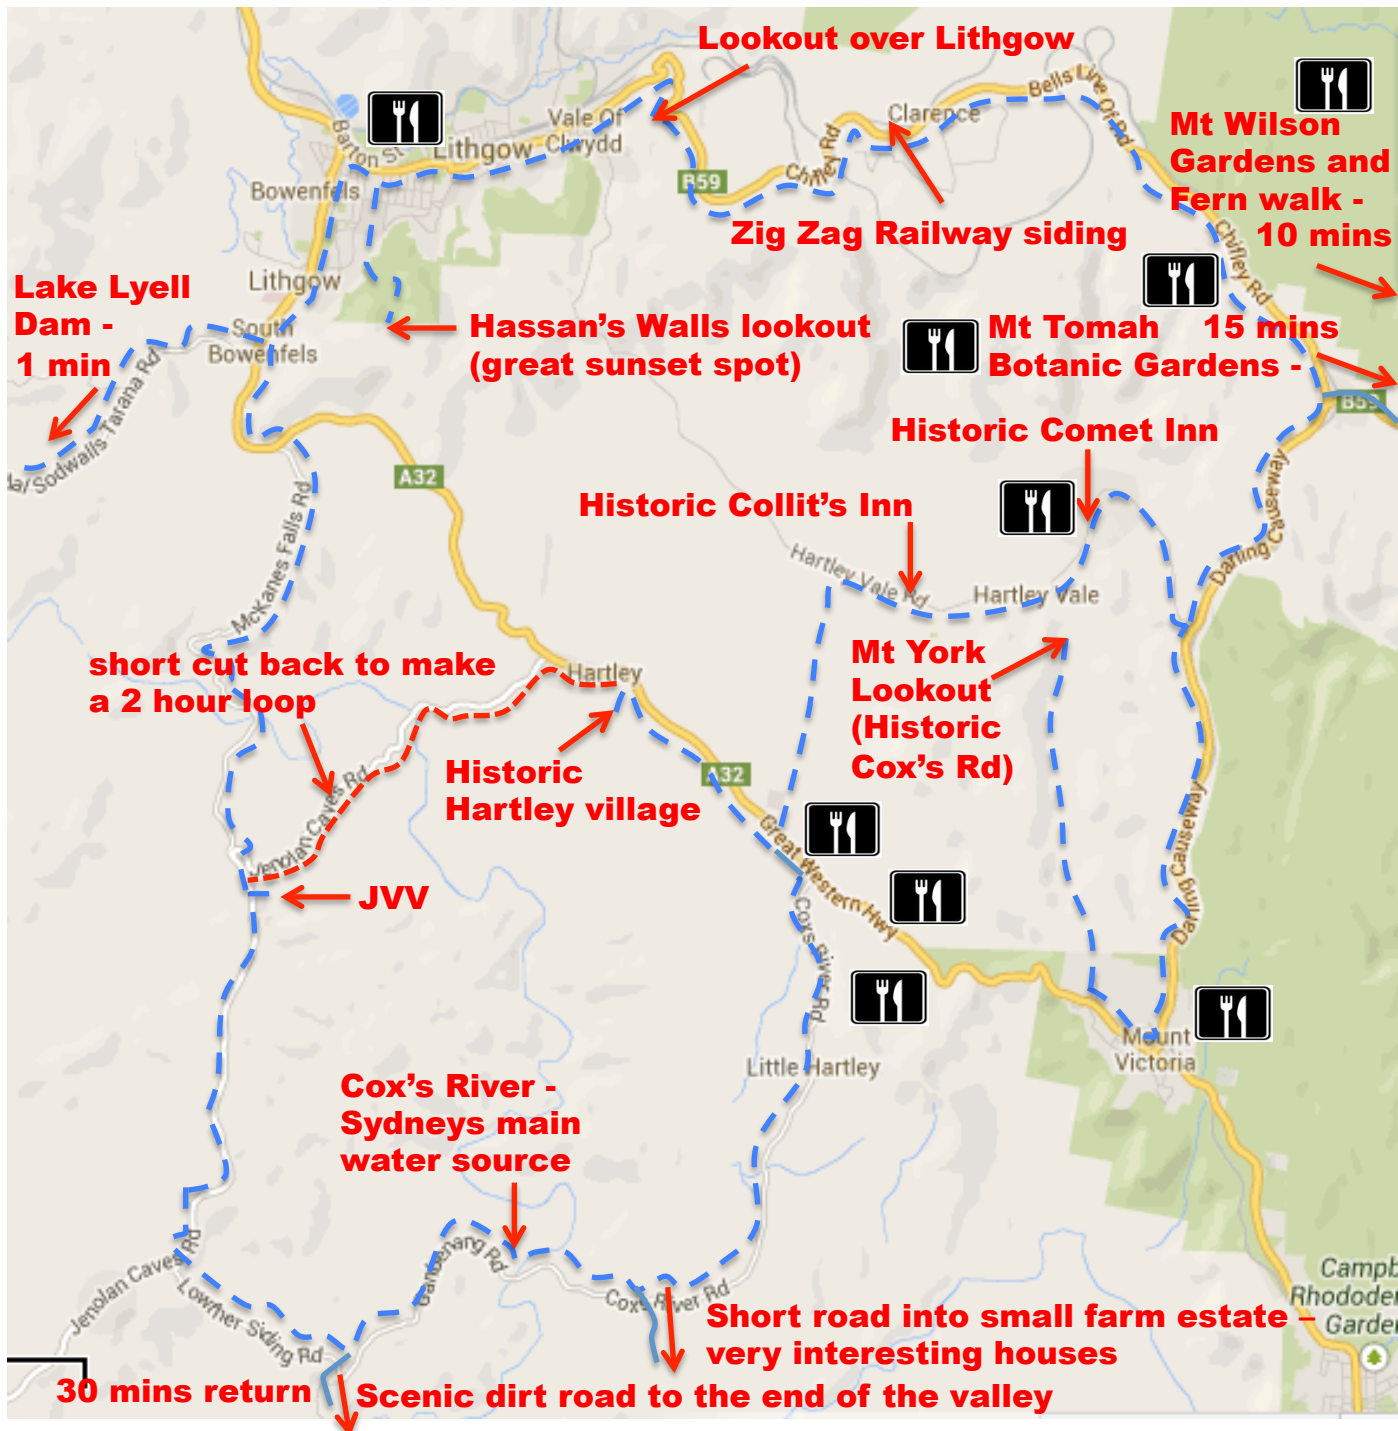 Lookout over Lithgow
Bells Line Of Rd
Clarence
Vale Of
Clwydd
Barton St
Lithgow
Mt Wilson
Gardens and
Fern walk -
10 mins
Chifley Rd
B59
Bowenfels
Zig Zag Railway siding
Chifley Rd
Lithgow
Lake Lyell
Dam -
1 min
South
Bowenfels
Hassan's Walls lookout
(great sunset spot)
Mt Tomah 15 mins
Botanic Gardens -
B59
Sodwalls Tarana Rd
Historic Comet Inn
A32
Historic Collit's Inn
McKanes Falls Rd
Darling Causeway
Hartley Vale Rd
Hartley Vale
short cut back to make
a 2 hour loop
Hartley
Mt York
Lookout
(Historic
Cox's Rd)
Historic
Hartley village
A32
Jenolan Caves Rd
Great Western Hwy
Darling Causeway
JVV
Coxs River Rd
Mount
Victoria
Little Hartley
Cox's River -
Sydneys main
water source
Jenolan Caves Rd
Lowther Siding Rd
Ganbenang Rd
Coxs River Rd
Short road into small farm estate –
very interesting houses
30 mins return
Scenic dirt road to the end of the valley